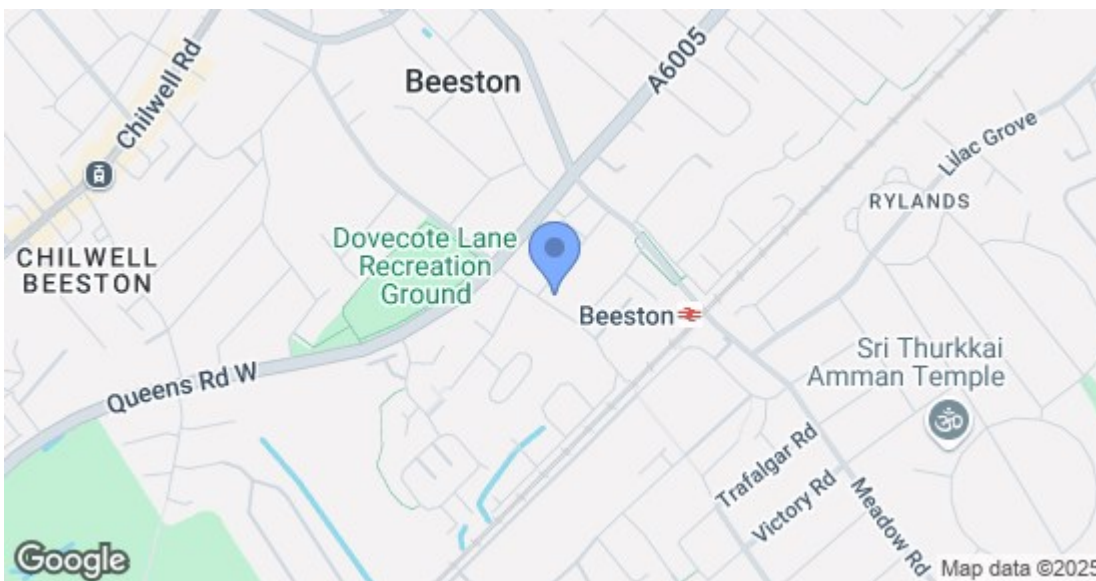 Chilwell Rd
Beeston
A6005
Lilac Grove
RYLANDS
Dovecote Lane
Recreation
Ground
CHILWELL
BEESTON
Beeston
Sri Thurkkai
Amman Temple
ॐ
Queens Rd W
Trafalgar Rd
Victory Rd
Meadow Rd
Google
Map data ©2025